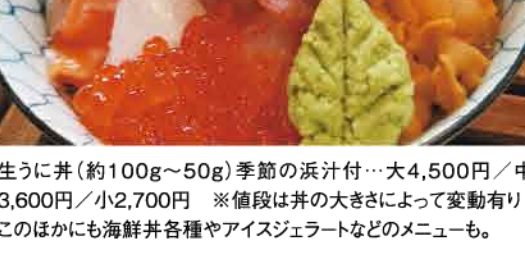 生うに丼（約100g～50g）季節の浜汁付…大4,500円／中
3,600円／小2,700円　※値段は丼の大きさによって変動有り
このほかにも海鮮丼各種やアイスジェラートなどのメニューも。